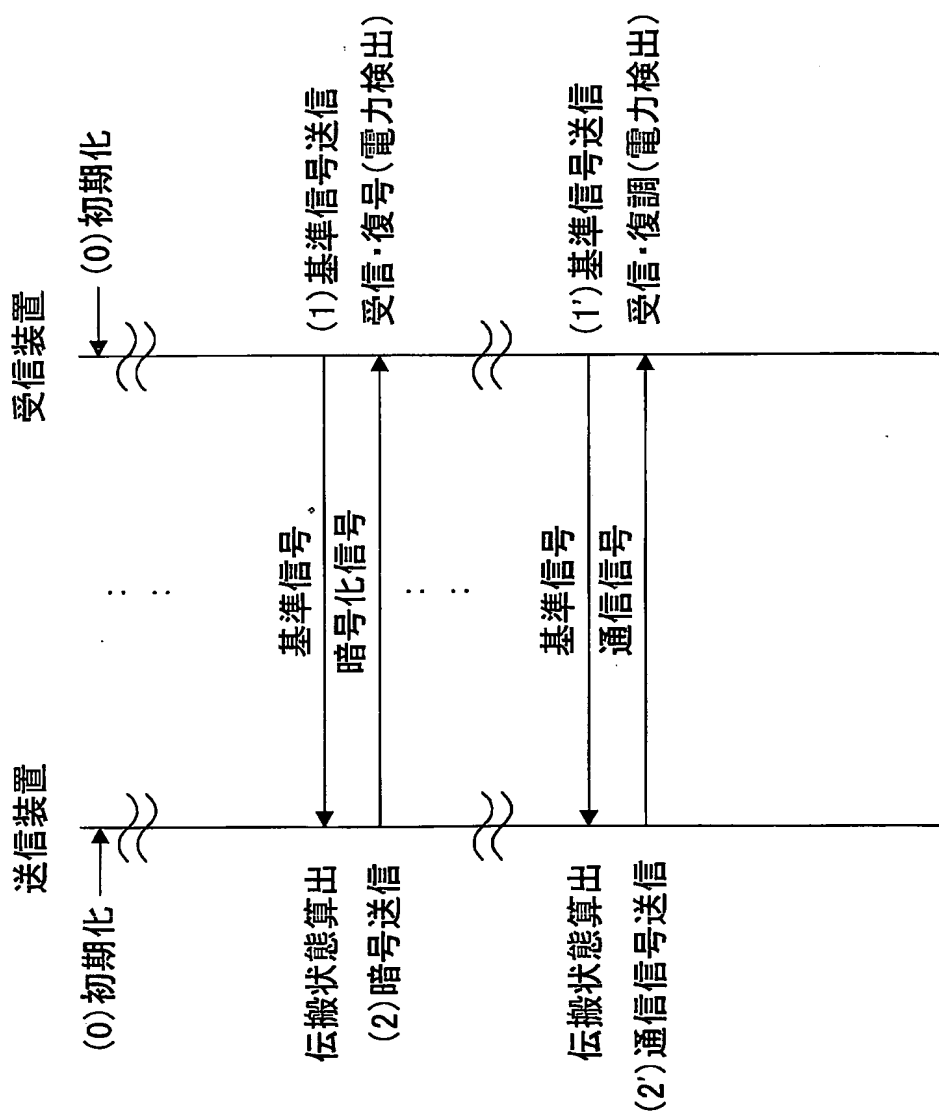 送信装置
受信装置
(0)初期化
(0)初期化
基準信号
伝搬状態算出
(1)基準信号送信
暗号化信号
(2)暗号送信
受信・復号(電力検出)
基準信号
伝搬状態算出
(1')基準信号送信
通信信号
(2')通信信号送信
受信・復調(電力検出)